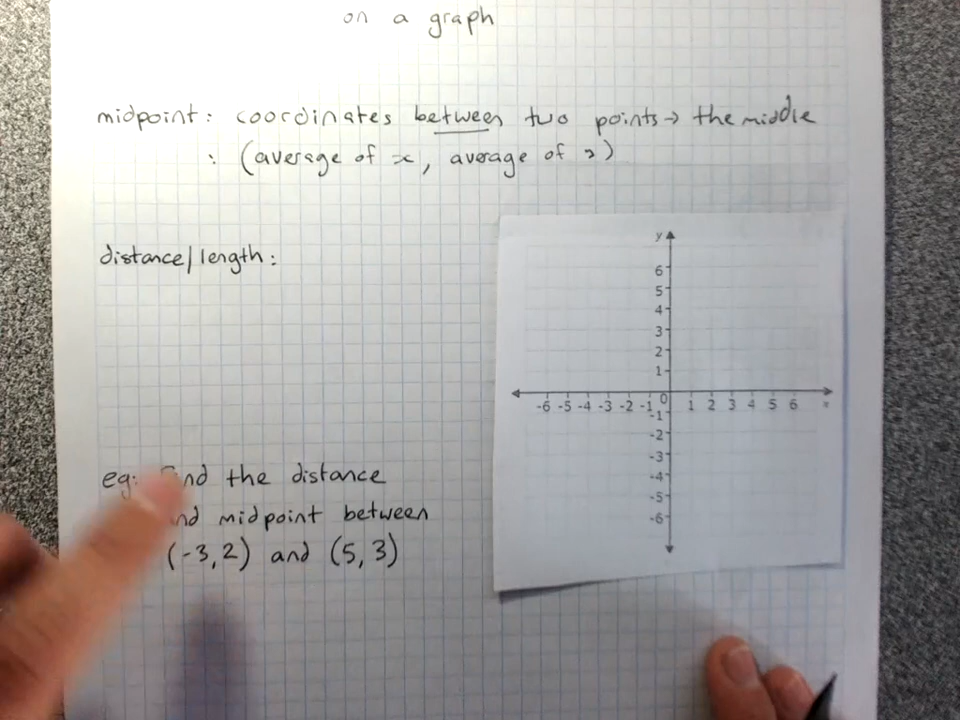 on a graph
midpoint: coordinates between two points → the middle
: (average of x, average of y)
distance/length:
y
6
5
4
3
2
1
-6 -5 -4 -3 -2 -1 0 1 2 3 4 5 6 x
-1
-2
-3
-4
-5
-6
eg: Find the distance
and midpoint between
(-3,2) and (5,3)